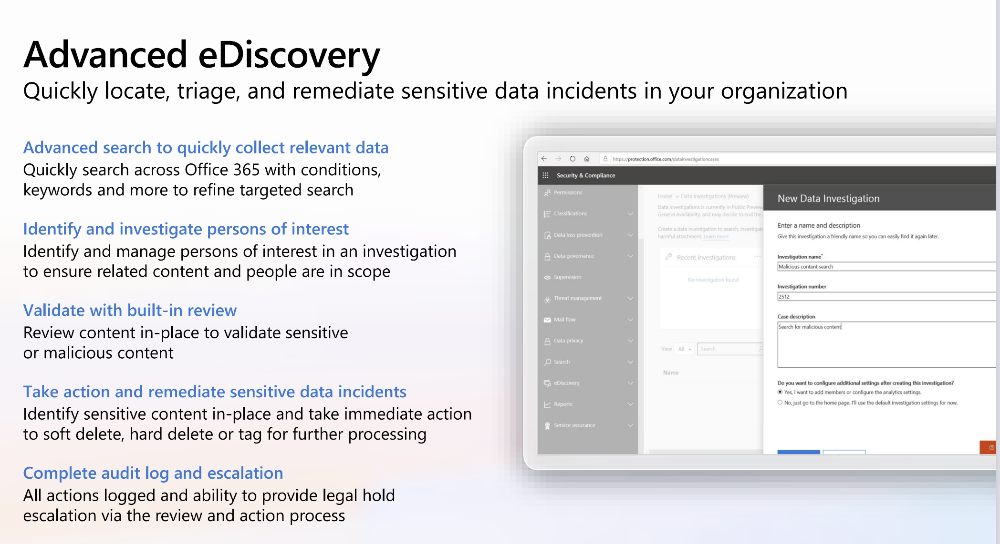 Advanced eDiscovery
Quickly locate, triage, and remediate sensitive data incidents in your organization
Advanced search to quickly collect relevant data
Quickly search across Office 365 with conditions,
keywords and more to refine targeted search
Identify and investigate persons of interest
Identify and manage persons of interest in an investigation
to ensure related content and people are in scope
Validate with built-in review
Review content in-place to validate sensitive
or malicious content
Take action and remediate sensitive data incidents
Identify sensitive content in-place and take immediate action
to soft delete, hard delete or tag for further processing
Complete audit log and escalation
All actions logged and ability to provide legal hold
escalation via the review and action process
https://protection.office.com/datainvestigationcases
Security & Compliance
Permissions
Classifications
Data loss prevention
Data governance
Supervision
Threat management
Mail flow
Data privacy
Search
eDiscovery
Reports
Service assurance
Home > Data Investigations (Preview)
Data Investigations is currently in Public Preview
General Availability, and may decide to end the
Create a data investigation to search, investigate
harmful attachment. Learn more
Recent investigations ...
No investigation found
View All Search
Name
New Data Investigation
Enter a name and description
Give this investigation a friendly name so you can easily find it again later.
Investigation name*
Malicious content search
Investigation number
2512
Case description
Search for malicious content
Do you want to configure additional settings after creating this investigation?
Yes, I want to add members or configure the analytics settings.
No, just go to the home page. I'll use the default investigation settings for now.